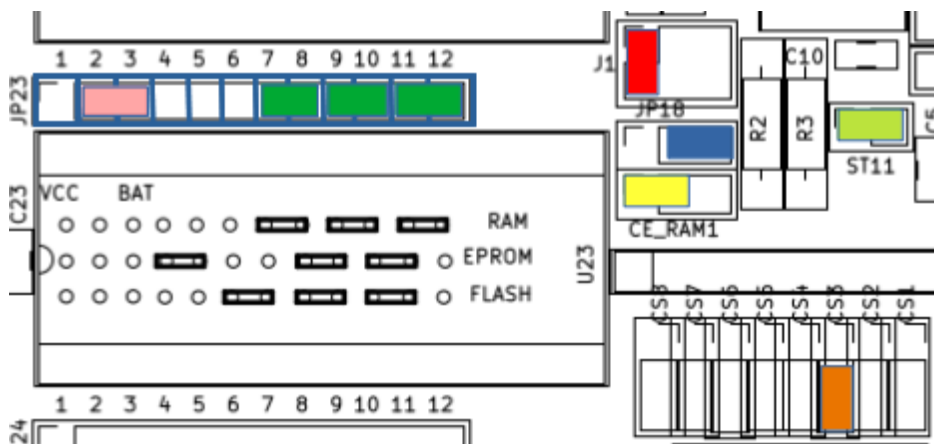 1 2 3 4 5 6 7 8 9 10 11 12
JP23
J1
C10
JP18
R2
R3
ST11
C23
VCC BAT
RAM
EPROM
FLASH
U23
CE_RAM1
CS7 CS6 CS5 CS4 CS3 CS2 CS1
1 2 3 4 5 6 7 8 9 10 11 12
24